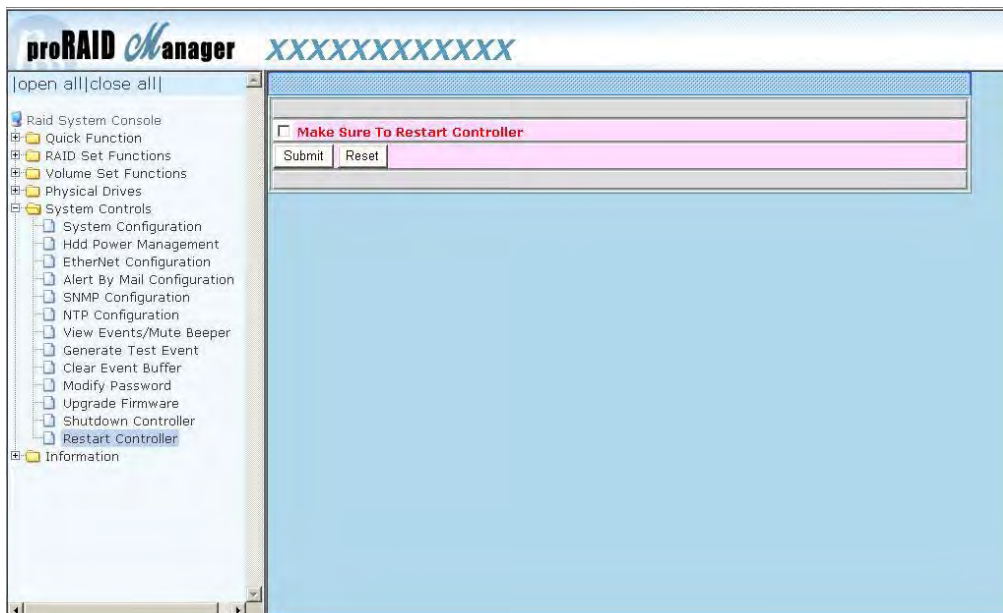 proRAID Manager XXXXXXXXXXXX
|open all|close all|
Raid System Console
Quick Function
RAID Set Functions
Volume Set Functions
Physical Drives
System Controls
System Configuration
Hdd Power Management
EtherNet Configuration
Alert By Mail Configuration
SNMP Configuration
NTP Configuration
View Events/Mute Beeper
Generate Test Event
Clear Event Buffer
Modify Password
Upgrade Firmware
Shutdown Controller
Restart Controller
Information
Make Sure To Restart Controller
Submit Reset